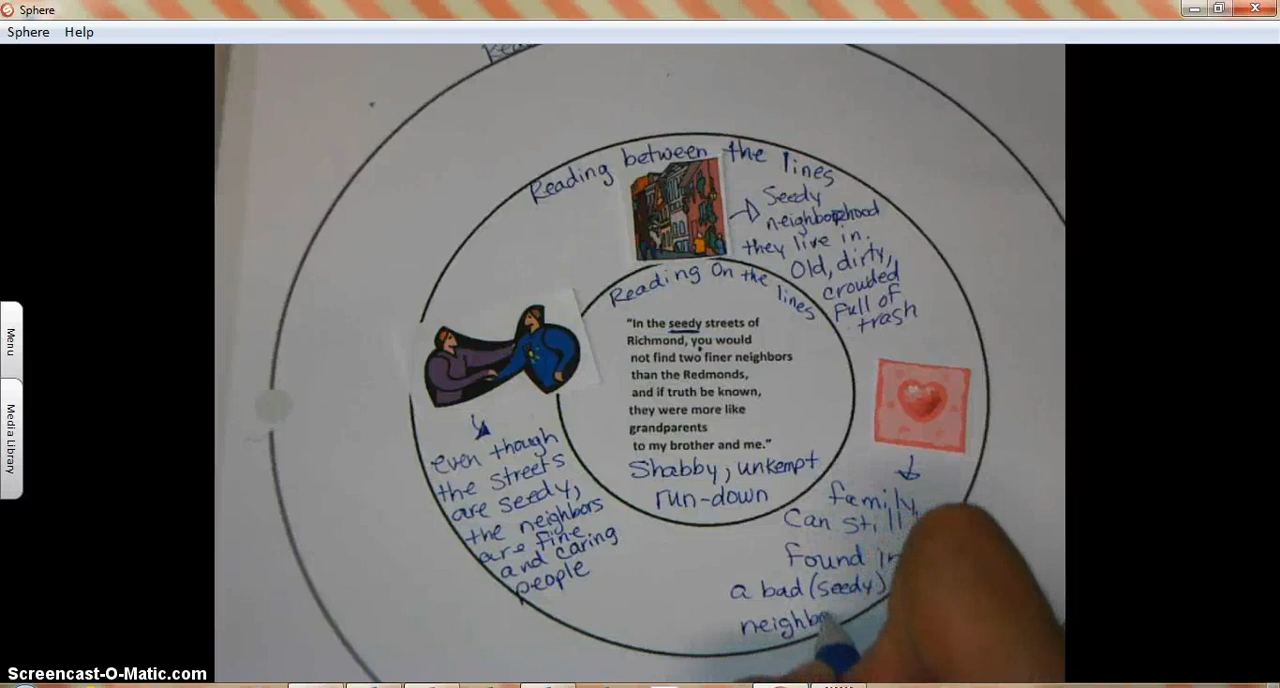 Sphere
Sphere Help
Reading between the lines
Seedy
neighborhood
they live in.
Old, dirty,
crowded
Full of
trash
Reading On the lines
"In the seedy streets of
Richmond, you would
not find two finer neighbors
than the Redmonds,
and if truth be known,
they were more like
grandparents
to my brother and me."
Shabby, unkempt
run-down
even though
the streets
are seedy,
the neighbors
are fine
and caring
people
family
Can still
found in
a bad (seedy)
neighbo
Menu
Media Library
Screencast-O-Matic.com